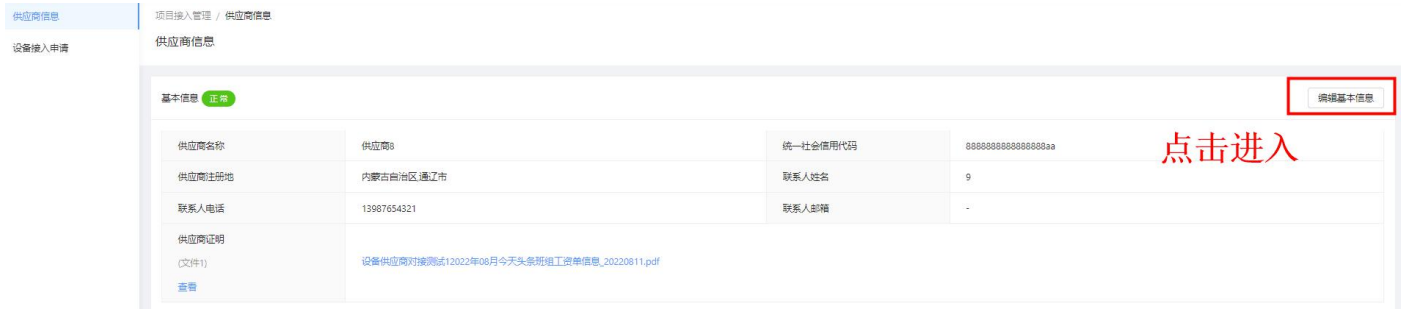 供应商信息
设备接入申请
项目接入管理 / 供应商信息
供应商信息
基本信息 正常
编辑基本信息
点击进入
供应商名称 供应商8 统一社会信用代码 8888888888888888aa
供应商注册地 内蒙古自治区,通辽市 联系人姓名 9
联系人电话 13987654321 联系人邮箱 -
供应商证明
(文件1)
查看
设备供应商对接测试12022年08月今天头条班组工资单信息_20220811.pdf